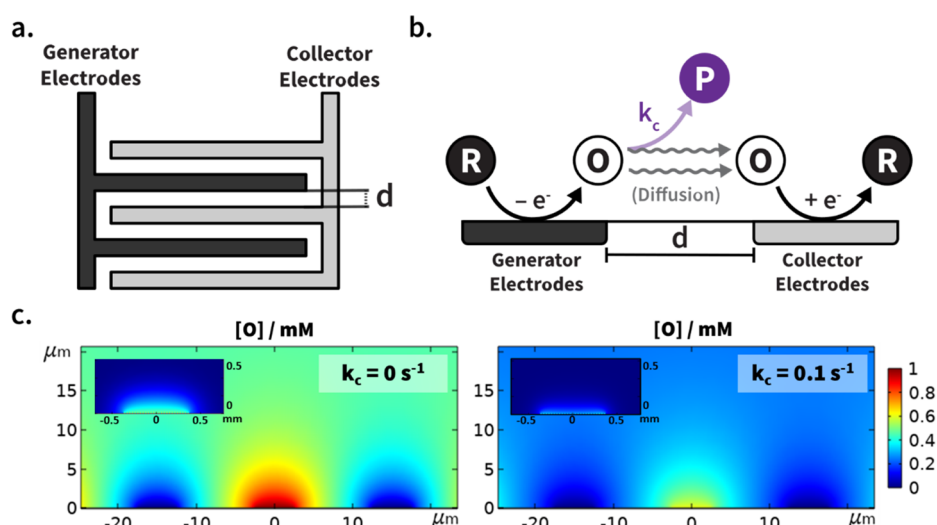 a.
Generator
Electrodes
Collector
Electrodes
d
b.
P
kc
R
O
O
R
(Diffusion)
– e-
+ e-
d
Generator
Electrodes
Collector
Electrodes
c.
[O] / mM
μm
15
10
5
0
-20
-10
0
10
μm
kc = 0 s-1
0.5
0
mm
-0.5
0
0.5
[O] / mM
15
10
5
0
-20
-10
0
10
μm
kc = 0.1 s-1
0.5
0
mm
-0.5
0
0.5
1
0.8
0.6
0.4
0.2
0